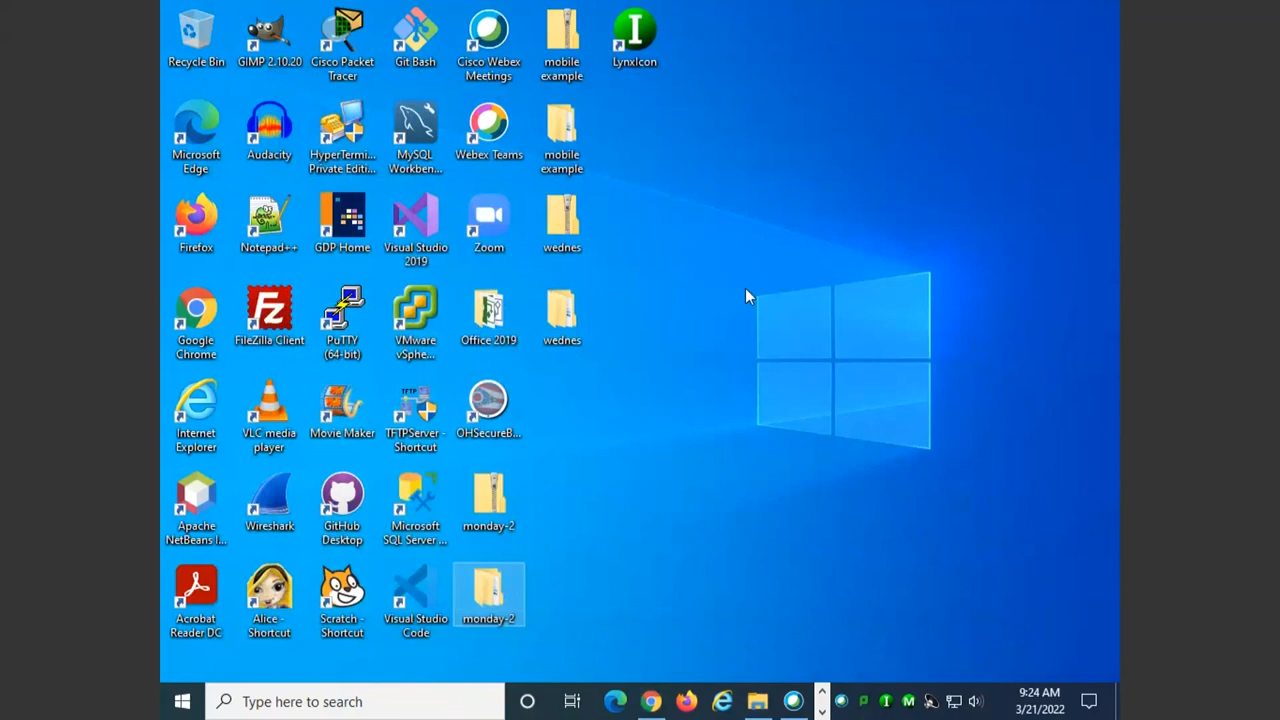 Recycle Bin
GIMP 2.10.20
Cisco Packet
Tracer
Git Bash
Cisco Webex
Meetings
mobile
example
LynxIcon
Microsoft
Edge
Audacity
HyperTermi...
Private Editi...
MySQL
Workben...
Webex Teams
mobile
example
Firefox
Notepad++
GDP Home
Visual Studio
2019
Zoom
wednes
Google
Chrome
FileZilla Client
PuTTY
(64-bit)
VMware
vSphe...
Office 2019
wednes
Internet
Explorer
VLC media
player
Movie Maker
TFTP
TFTPServer -
Shortcut
OHSecureB...
Apache
NetBeans I...
Wireshark
GitHub
Desktop
Microsoft
SQL Server ...
monday-2
Acrobat
Reader DC
Alice -
Shortcut
Scratch -
Shortcut
Visual Studio
Code
monday-2
Type here to search
9:24 AM
3/21/2022